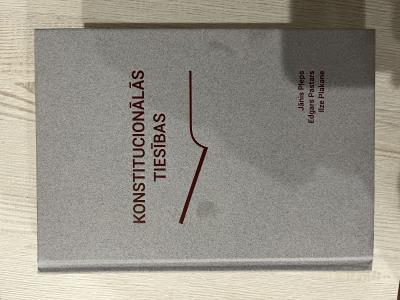 Jānis Pleps
Edgars Pastars
Ilze Plakane
KONSTITUCIONĀLĀS
TIESĪBAS